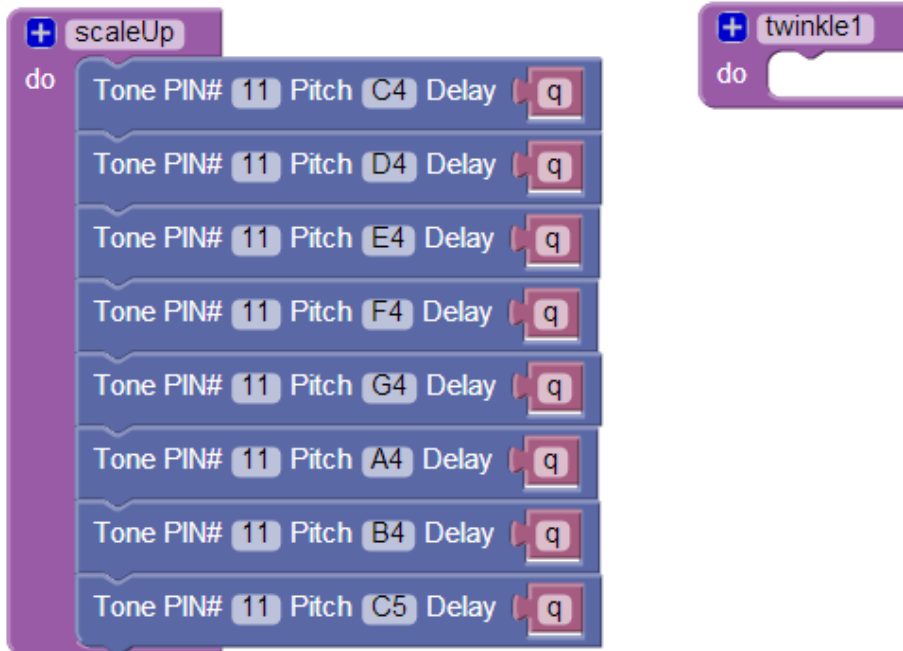 scaleUp
do
Tone PIN# 11 Pitch C4 Delay q
Tone PIN# 11 Pitch D4 Delay q
Tone PIN# 11 Pitch E4 Delay q
Tone PIN# 11 Pitch F4 Delay q
Tone PIN# 11 Pitch G4 Delay q
Tone PIN# 11 Pitch A4 Delay q
Tone PIN# 11 Pitch B4 Delay q
Tone PIN# 11 Pitch C5 Delay q
twinkle1
do